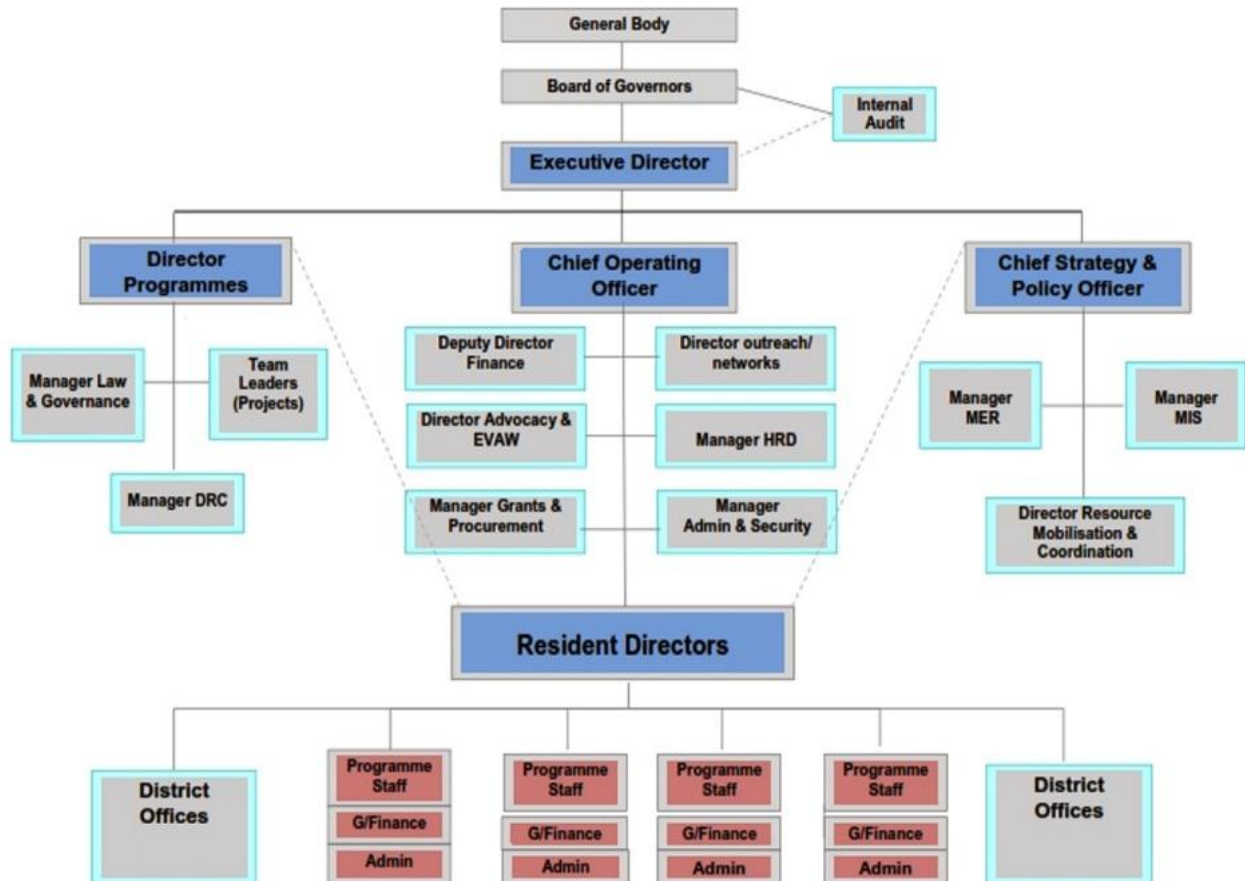 General Body
Board of Governors
Internal
Audit
Executive Director
Director
Programmes
Chief Operating
Officer
Chief Strategy &
Policy Officer
Manager Law
& Governance
Team
Leaders
(Projects)
Manager DRC
Deputy Director
Finance
Director outreach/
networks
Director Advocacy &
EVAW
Manager HRD
Manager Grants &
Procurement
Manager
Admin & Security
Manager
MER
Manager
MIS
Director Resource
Mobilisation &
Coordination
Resident Directors
District
Offices
Programme
Staff
G/Finance
Admin
Programme
Staff
G/Finance
Admin
Programme
Staff
G/Finance
Admin
Programme
Staff
G/Finance
Admin
District
Offices